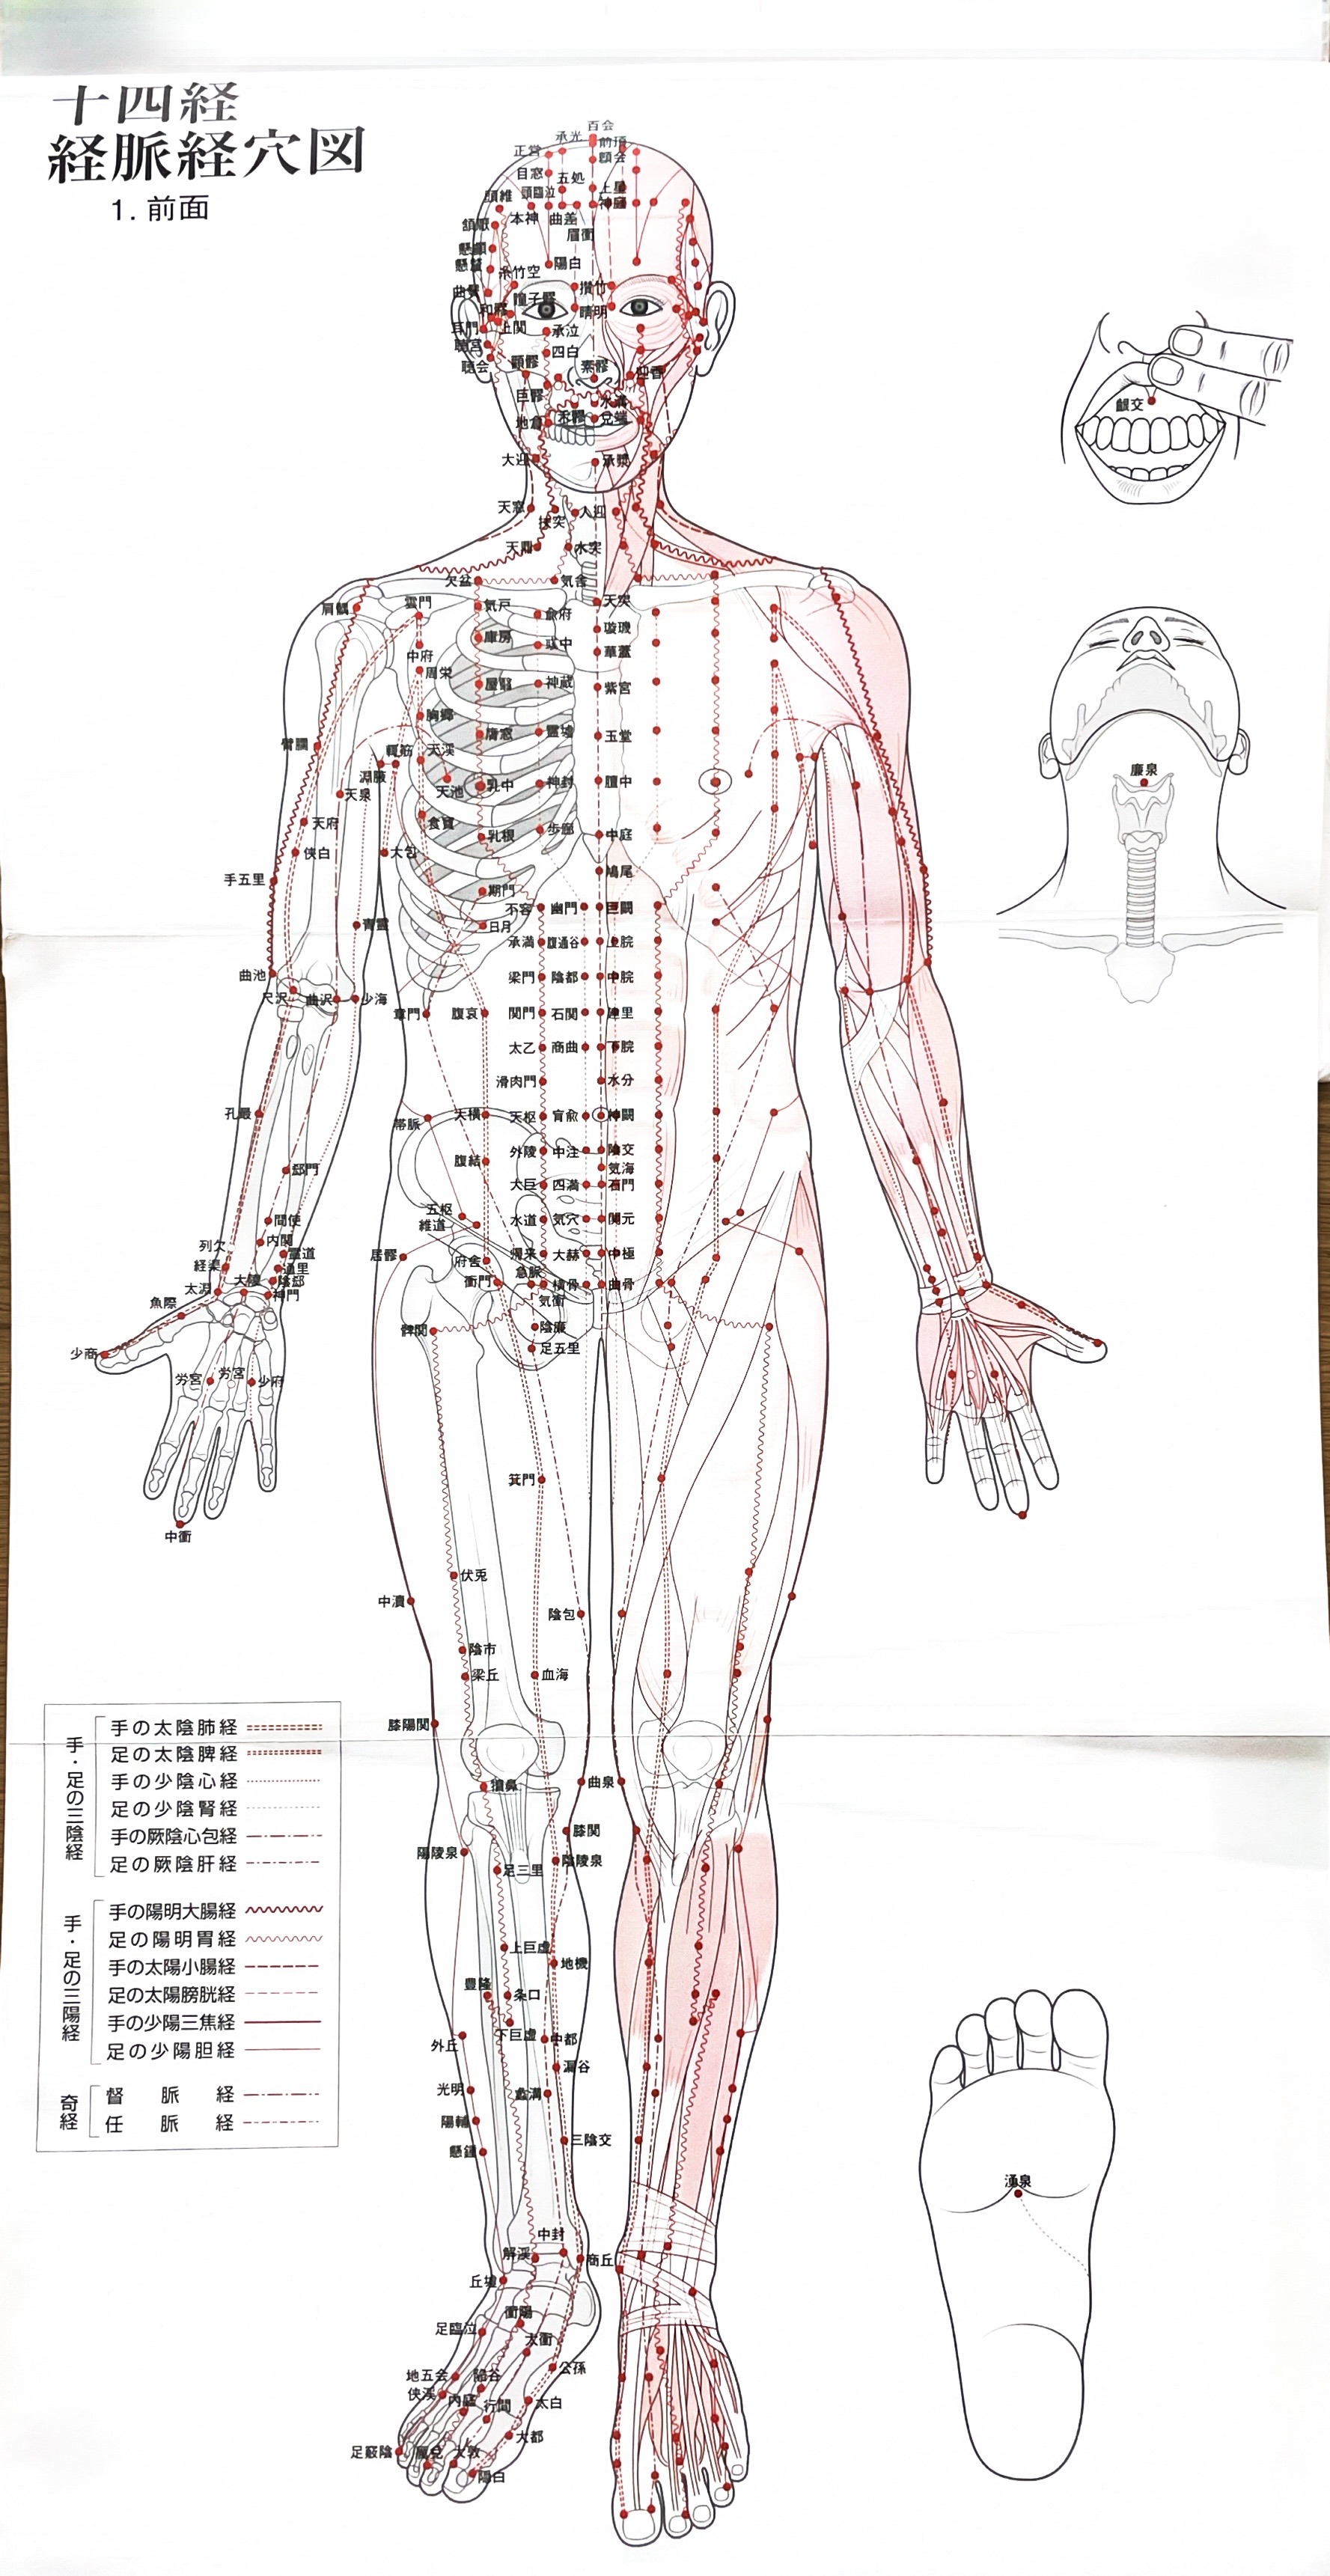 十四経
経脈経穴図
1. 前面
百会
承光
前頂
正営
顖会
目窓
五処
上星
頭維
頭臨泣
神庭
本神
曲差
頷厭
眉衝
懸顱
懸釐
陽白
糸竹空
曲鬢
瞳子髎
攅竹
和髎
晴明
耳門
上関
承泣
聴宮
四白
聴会
顴髎
素髎
迎香
巨髎
水溝
地倉
禾髎
兌端
大迎
承漿
天窓
扶突
人迎
天鼎
水突
欠盆
気舎
肩髃
雲門
気戸
兪府
天突
璇璣
庫房
彧中
華蓋
中府
周栄
屋翳
神蔵
紫宮
胸郷
膺窓
霊墟
玉堂
臂臑
輒筋
天渓
淵腋
天池
乳中
神封
膻中
天泉
天府
食竇
乳根
歩廊
中庭
侠白
大包
鳩尾
手五里
期門
不容
幽門
巨闕
青霊
日月
承満
腹通谷
上脘
曲池
梁門
陰都
中脘
尺沢
曲沢
少海
章門
腹哀
関門
石関
建里
太乙
商曲
下脘
滑肉門
水分
孔最
帯脈
大横
天枢
肓兪
神闕
外陵
中注
陰交
郄門
腹結
気海
大巨
四満
石門
間使
五枢
維道
水道
気穴
関元
列欠
内関
霊道
居髎
府舎
帰来
大赫
中極
経渠
通里
太淵
大陵
陰郄
急脈
神門
衝門
横骨
曲骨
魚際
気衝
髀関
陰廉
少商
足五里
労宮
労宮
少府
箕門
中衝
伏兎
中瀆
陰包
陰市
梁丘
血海
膝陽関
犢鼻
曲泉
膝関
陽陵泉
陰陵泉
足三里
上巨虚
地機
豊隆
条口
下巨虚
中都
外丘
漏谷
光明
蠡溝
陽輔
三陰交
懸鍾
中封
解渓
商丘
丘墟
衝陽
足臨泣
太衝
公孫
地五会
陥谷
侠渓
内庭
行間
太白
大都
足竅陰
厲兌
大敦
隠白
齦交
廉泉
湧泉
手・足の三陰経
手の太陰肺経
足の太陰脾経
手の少陰心経
足の少陰腎経
手の厥陰心包経
足の厥陰肝経
手・足の三陽経
手の陽明大腸経
足の陽明胃経
手の太陽小腸経
足の太陽膀胱経
手の少陽三焦経
足の少陽胆経
奇経
督脈経
任脈経